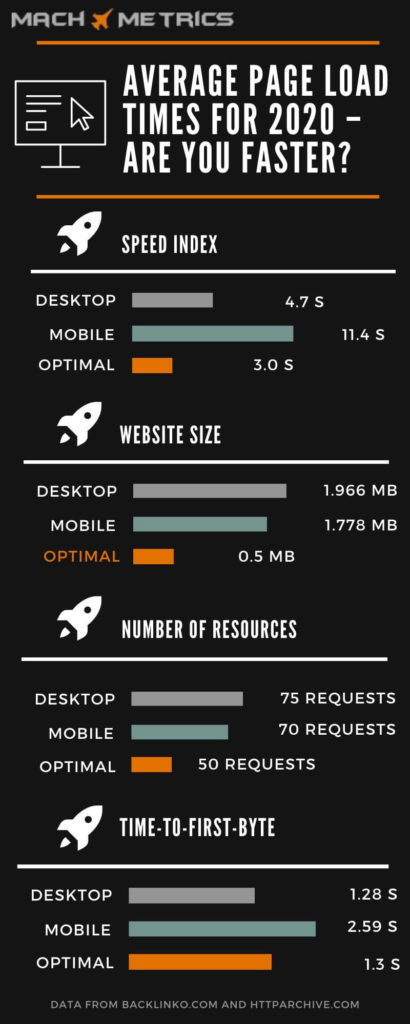 MACH METRICS
AVERAGE PAGE LOAD
TIMES FOR 2020 –
ARE YOU FASTER?
SPEED INDEX
DESKTOP 4.7 S
MOBILE 11.4 S
OPTIMAL 3.0 S
WEBSITE SIZE
DESKTOP 1.966 MB
MOBILE 1.778 MB
OPTIMAL 0.5 MB
NUMBER OF RESOURCES
DESKTOP 75 REQUESTS
MOBILE 70 REQUESTS
OPTIMAL 50 REQUESTS
TIME-TO-FIRST-BYTE
DESKTOP 1.28 S
MOBILE 2.59 S
OPTIMAL 1.3 S
DATA FROM BACKLINKO.COM AND HTTPARCHIVE.COM